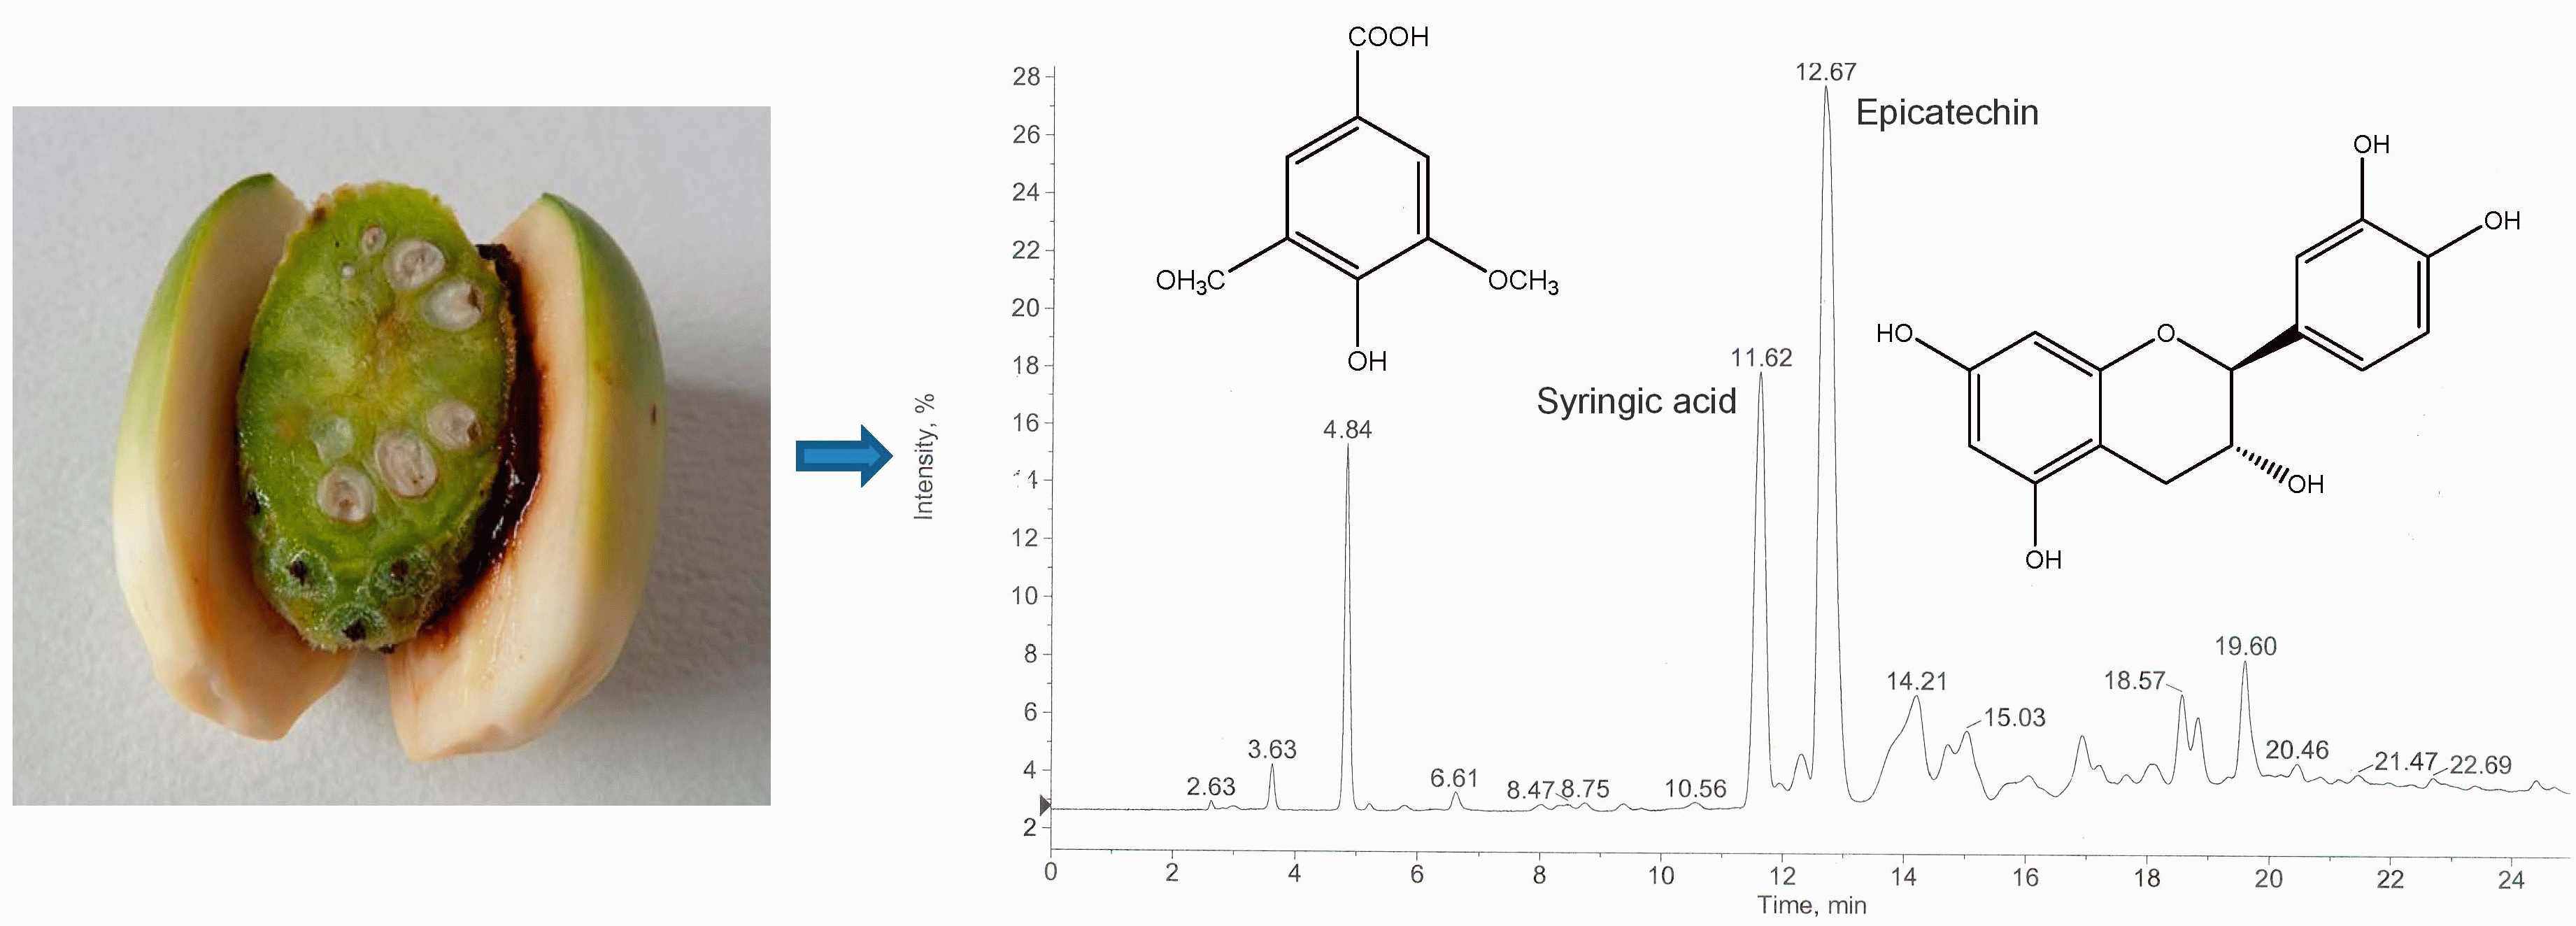 COOH
OH3C
OCH3
OH
Syringic acid
Epicatechin
OH
OH
HO
O
OH
OH
Intensity, %
28
26
24
22
20
18
16
14
12
10
8
6
4
2
2.63
3.63
4.84
6.61
8.47
8.75
10.56
11.62
12.67
14.21
15.03
18.57
19.60
20.46
21.47
22.69
0 2 4 6 8 10 12 14 16 18 20 22 24
Time, min